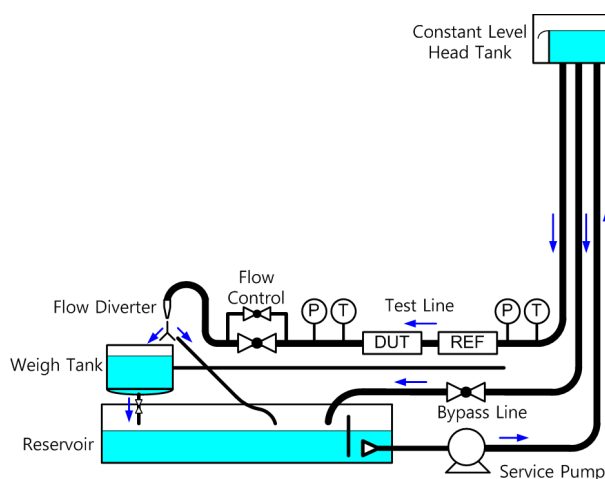 Constant Level
Head Tank
Flow
Control
Flow Diverter
P
T
Test Line
P
T
DUT
REF
Weigh Tank
Bypass Line
Reservoir
Service Pump